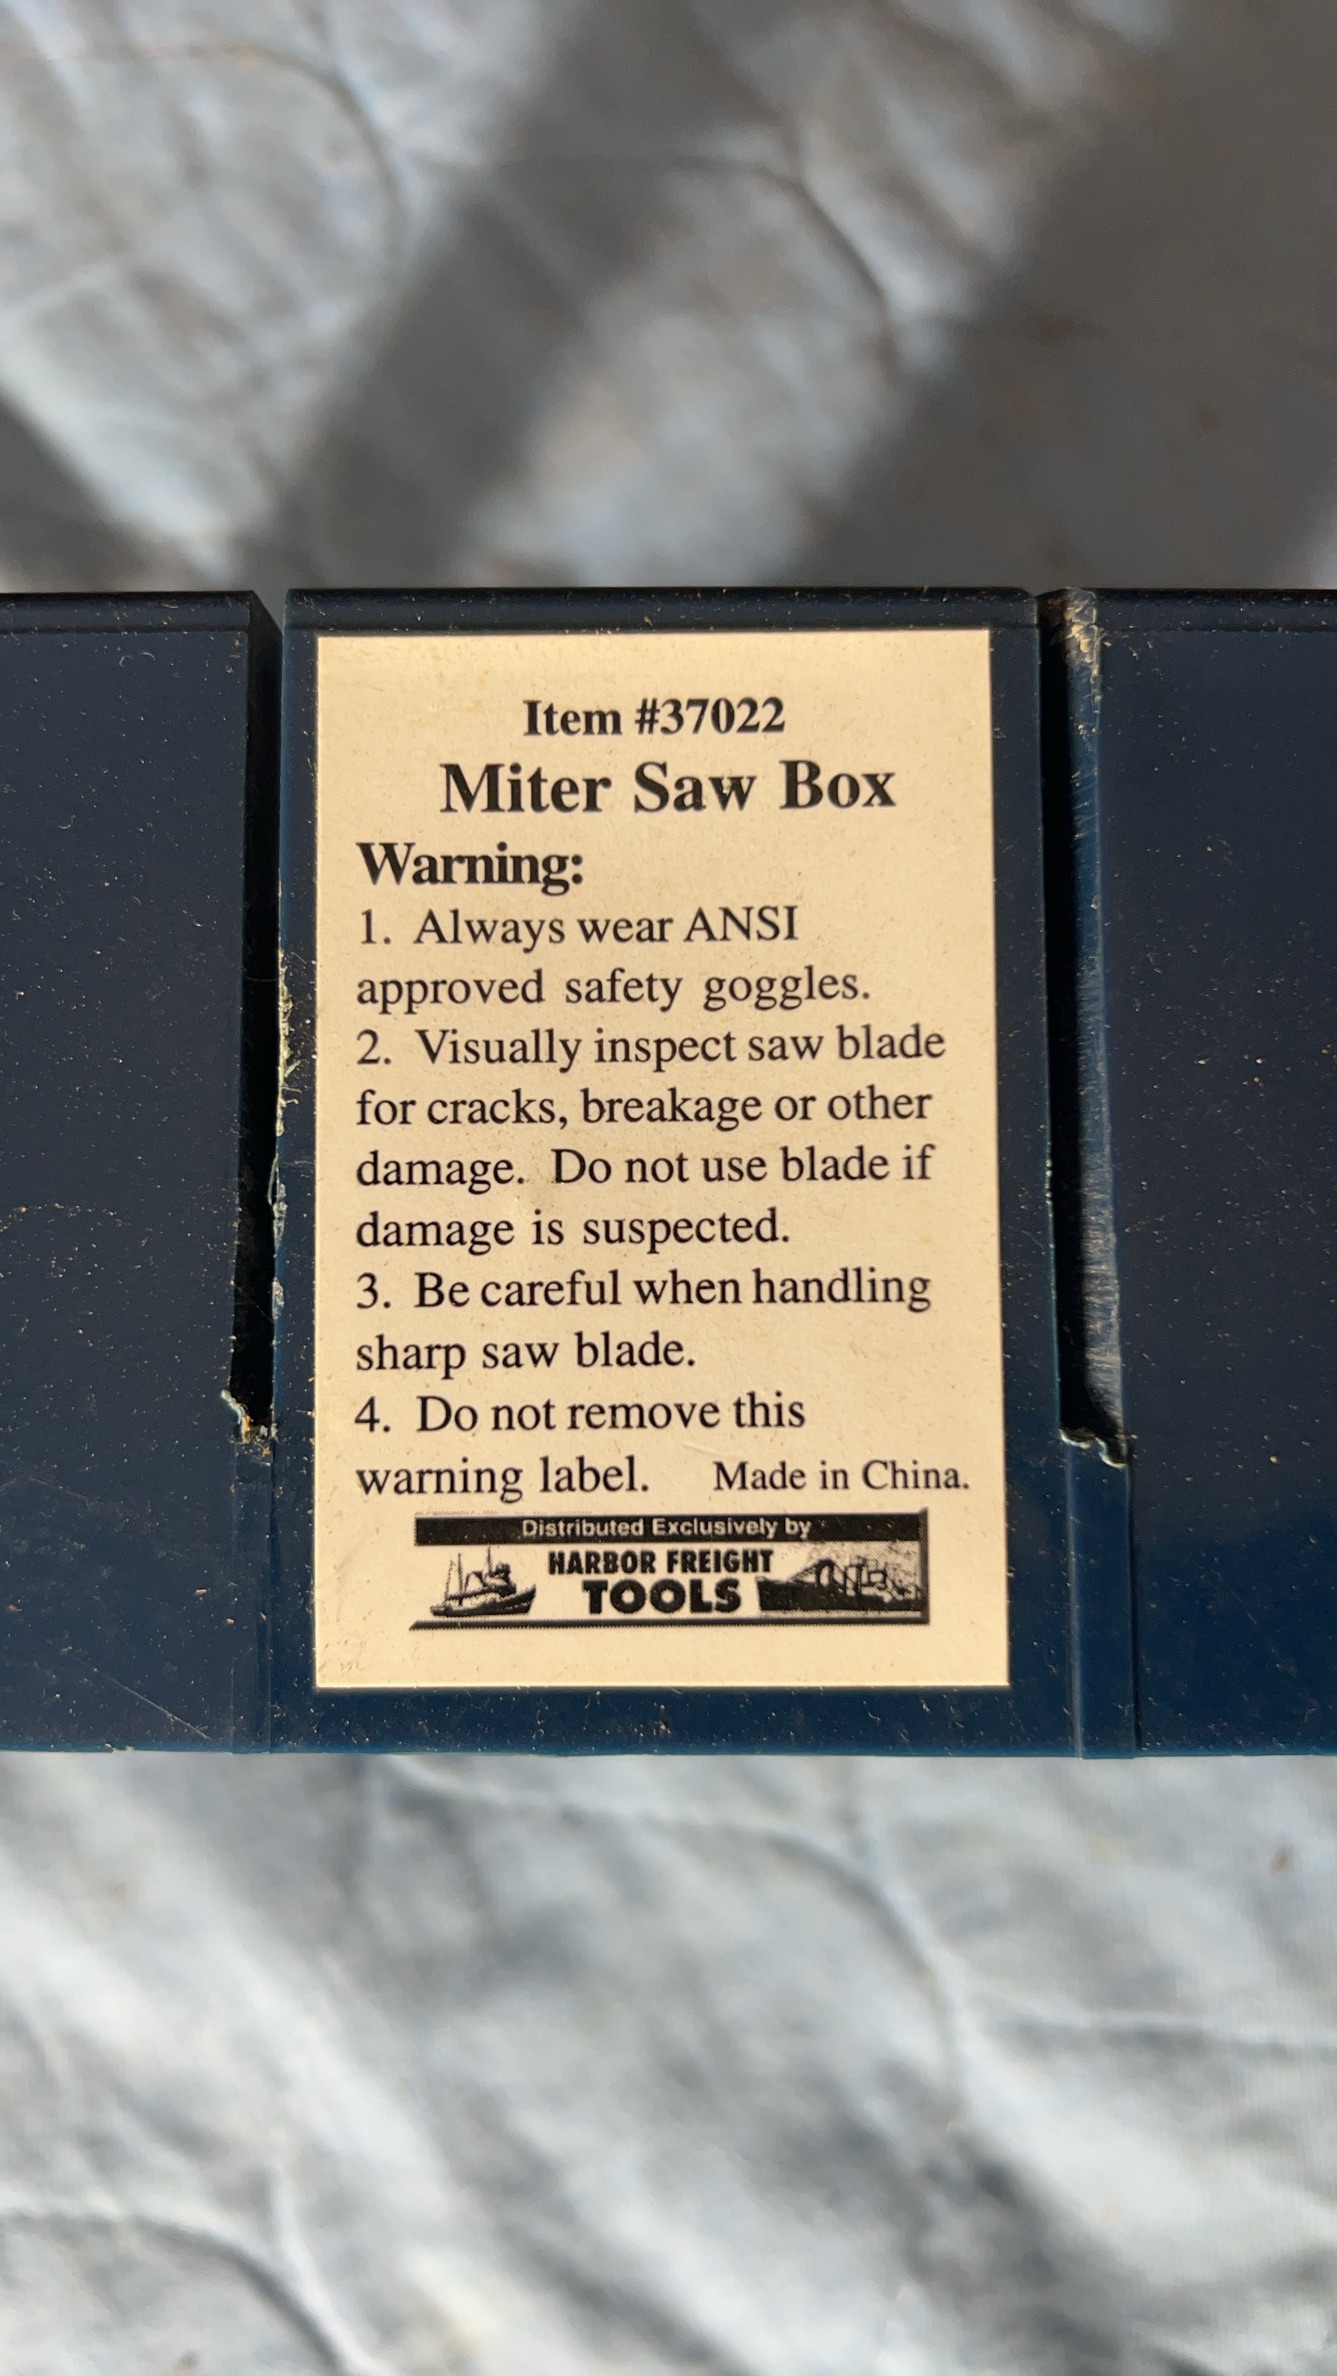 Item #37022
Miter Saw Box
Warning:
1. Always wear ANSI
approved safety goggles.
2. Visually inspect saw blade
for cracks, breakage or other
damage. Do not use blade if
damage is suspected.
3. Be careful when handling
sharp saw blade.
4. Do not remove this
warning label. Made in China.
Distributed Exclusively by
HARBOR FREIGHT
TOOLS